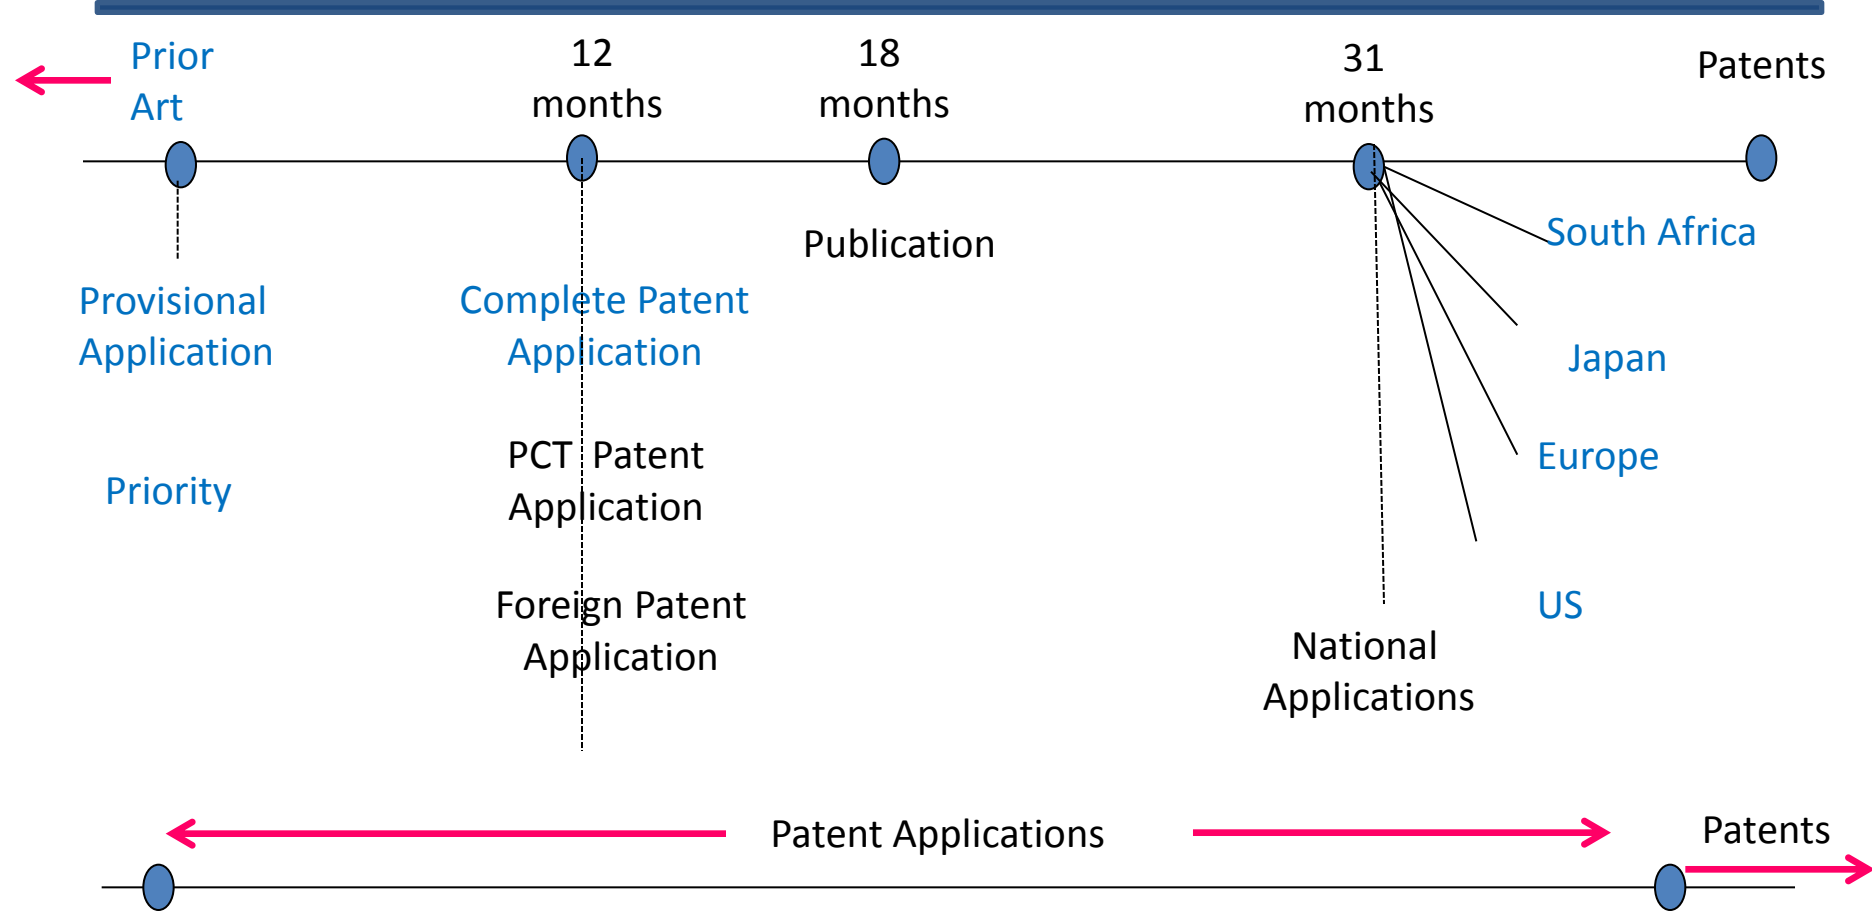 Prior
Art
12
months
18
months
31
months
Patents
Provisional
Application
Priority
Complete Patent
Application
PCT  Patent
Application
Foreign Patent
Application
Publication
South Africa
Japan
Europe
US
National
Applications
Patent Applications
Patents